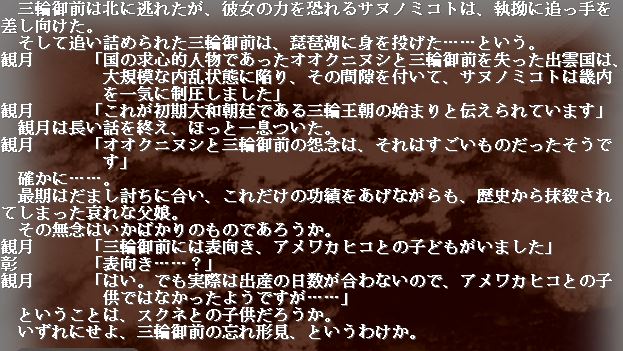 三輪御前は北に逃れたが、彼女の力を恐れるサヌノミコトは、執拗に追っ手を
差し向けた。
そして追い詰められた三輪御前は、琵琶湖に身を投げた……という。
観月　「国の求心的人物であったオオクニヌシと三輪御前を失った出雲国は、
大規模な内乱状態に陥り、その間隙を付いて、サヌノミコトは畿内
を一気に制圧しました」
観月　「これが初期大和朝廷である三輪王朝の始まりと伝えられています」
観月は長い話を終え、ほっと一息ついた。
観月　「オオクニヌシと三輪御前の怨念は、それはすごいものだったそうで
す」
確かに……。
最期はだまし討ちに合い、これだけの功績をあげながらも、歴史から抹殺され
てしまった哀れな父娘。
その無念はいかばかりのものであろうか。
観月　「三輪御前には表向き、アメワカヒコとの子どもがいました」
彰　「表向き……？」
観月　「はい。でも実際は出産の日数が合わないので、アメワカヒコとの子
供ではなかったようですが……」
ということは、スクネとの子供だろうか。
いずれにせよ、三輪御前の忘れ形見、というわけか。